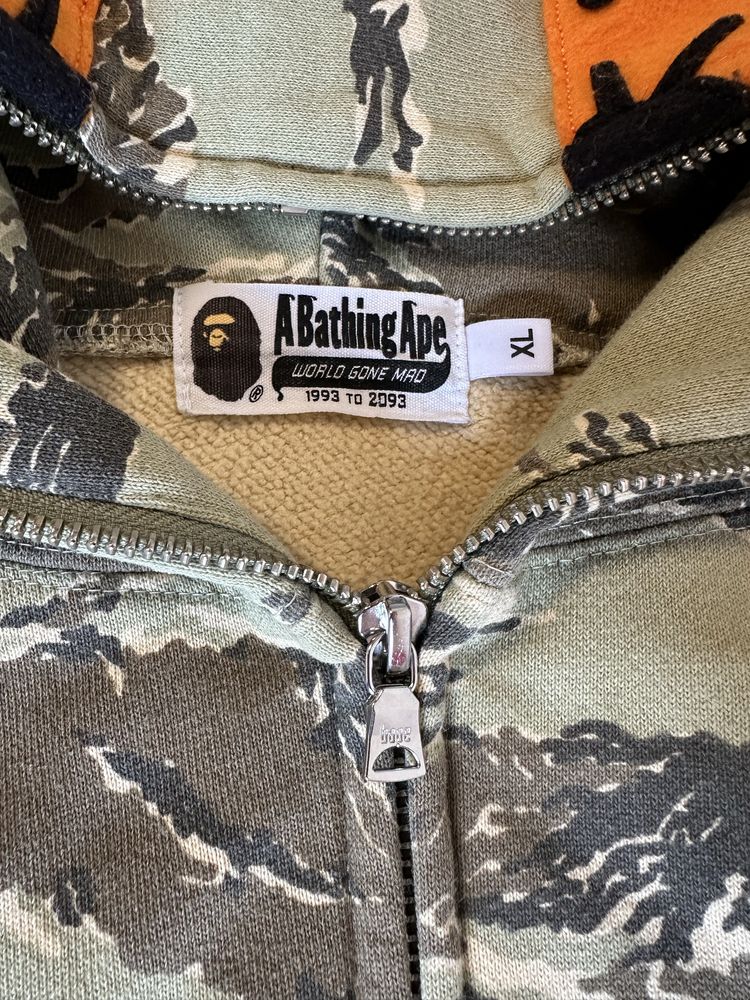 A Bathing Ape
WORLD GONE MAD
1993 TO 2093
®
XL